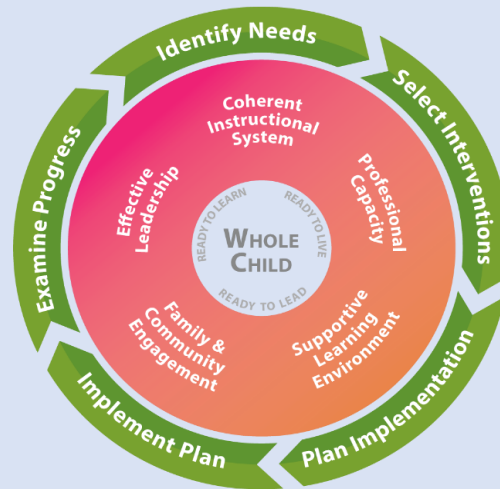 Identify Needs
Select Interventions
Plan Implementation
Implement Plan
Examine Progress
Coherent
Instructional
System
Professional
Capacity
Supportive
Learning
Environment
Family &
Community
Engagement
Effective
Leadership
READY TO LEARN
READY TO LIVE
READY TO LEAD
WHOLE
CHILD